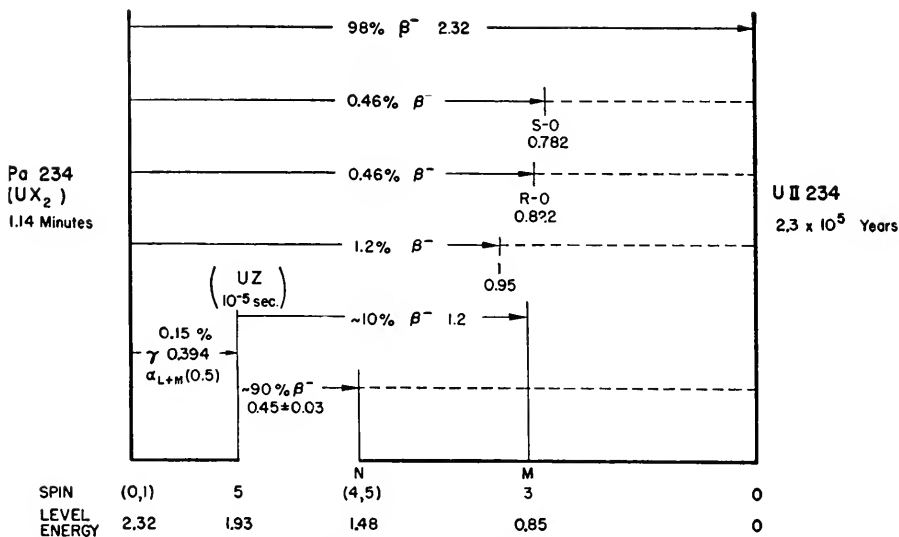 98% β⁻ 2.32
0.46% β⁻
S-O
0.782
Pa 234
(UX₂)
1.14 Minutes
0.46% β⁻
R-O
0.822
U II 234
2.3 x 10⁵ Years
1.2% β⁻
0.95
(UZ
10⁻⁵ sec.)
~10% β⁻ 1.2
0.15 %
γ 0.394
α L+M (0.5)
~90% β⁻
0.45±0.03
N M
SPIN (0,1) 5 (4,5) 3 0
LEVEL
ENERGY 2.32 1.93 1.48 0.85 0